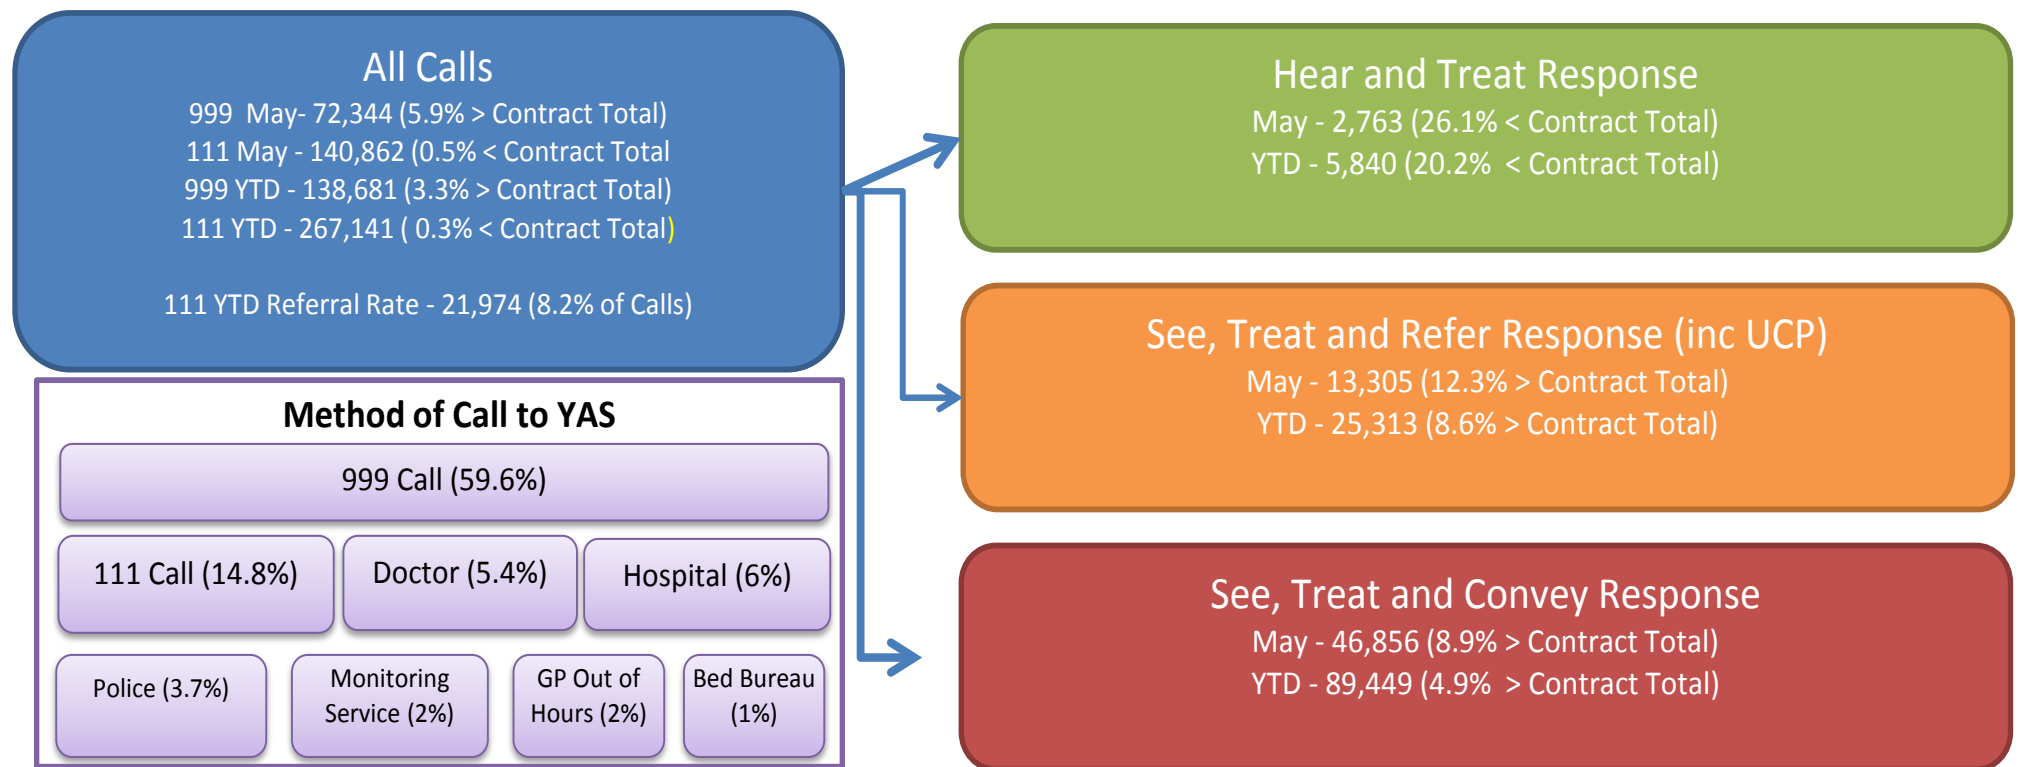 All Calls
999  May- 72,344 (5.9% > Contract Total)
111 May - 140,862 (0.5% < Contract Total
999 YTD - 138,681 (3.3% > Contract Total)
111 YTD - 267,141 ( 0.3% < Contract Total)
111 YTD Referral Rate - 21,974 (8.2% of Calls)
Method of Call to YAS
999 Call (59.6%)
111 Call (14.8%)
Doctor (5.4%)
Hospital (6%)
Police (3.7%)
Monitoring
Service (2%)
GP Out of
Hours (2%)
Bed Bureau
(1%)
Hear and Treat Response
May - 2,763 (26.1% < Contract Total)
YTD - 5,840 (20.2%  < Contract Total)
See, Treat and Refer Response (inc UCP)
May - 13,305 (12.3% > Contract Total)
YTD - 25,313 (8.6% > Contract Total)
See, Treat and Convey Response
May - 46,856 (8.9% > Contract Total)
YTD - 89,449 (4.9%  > Contract Total)